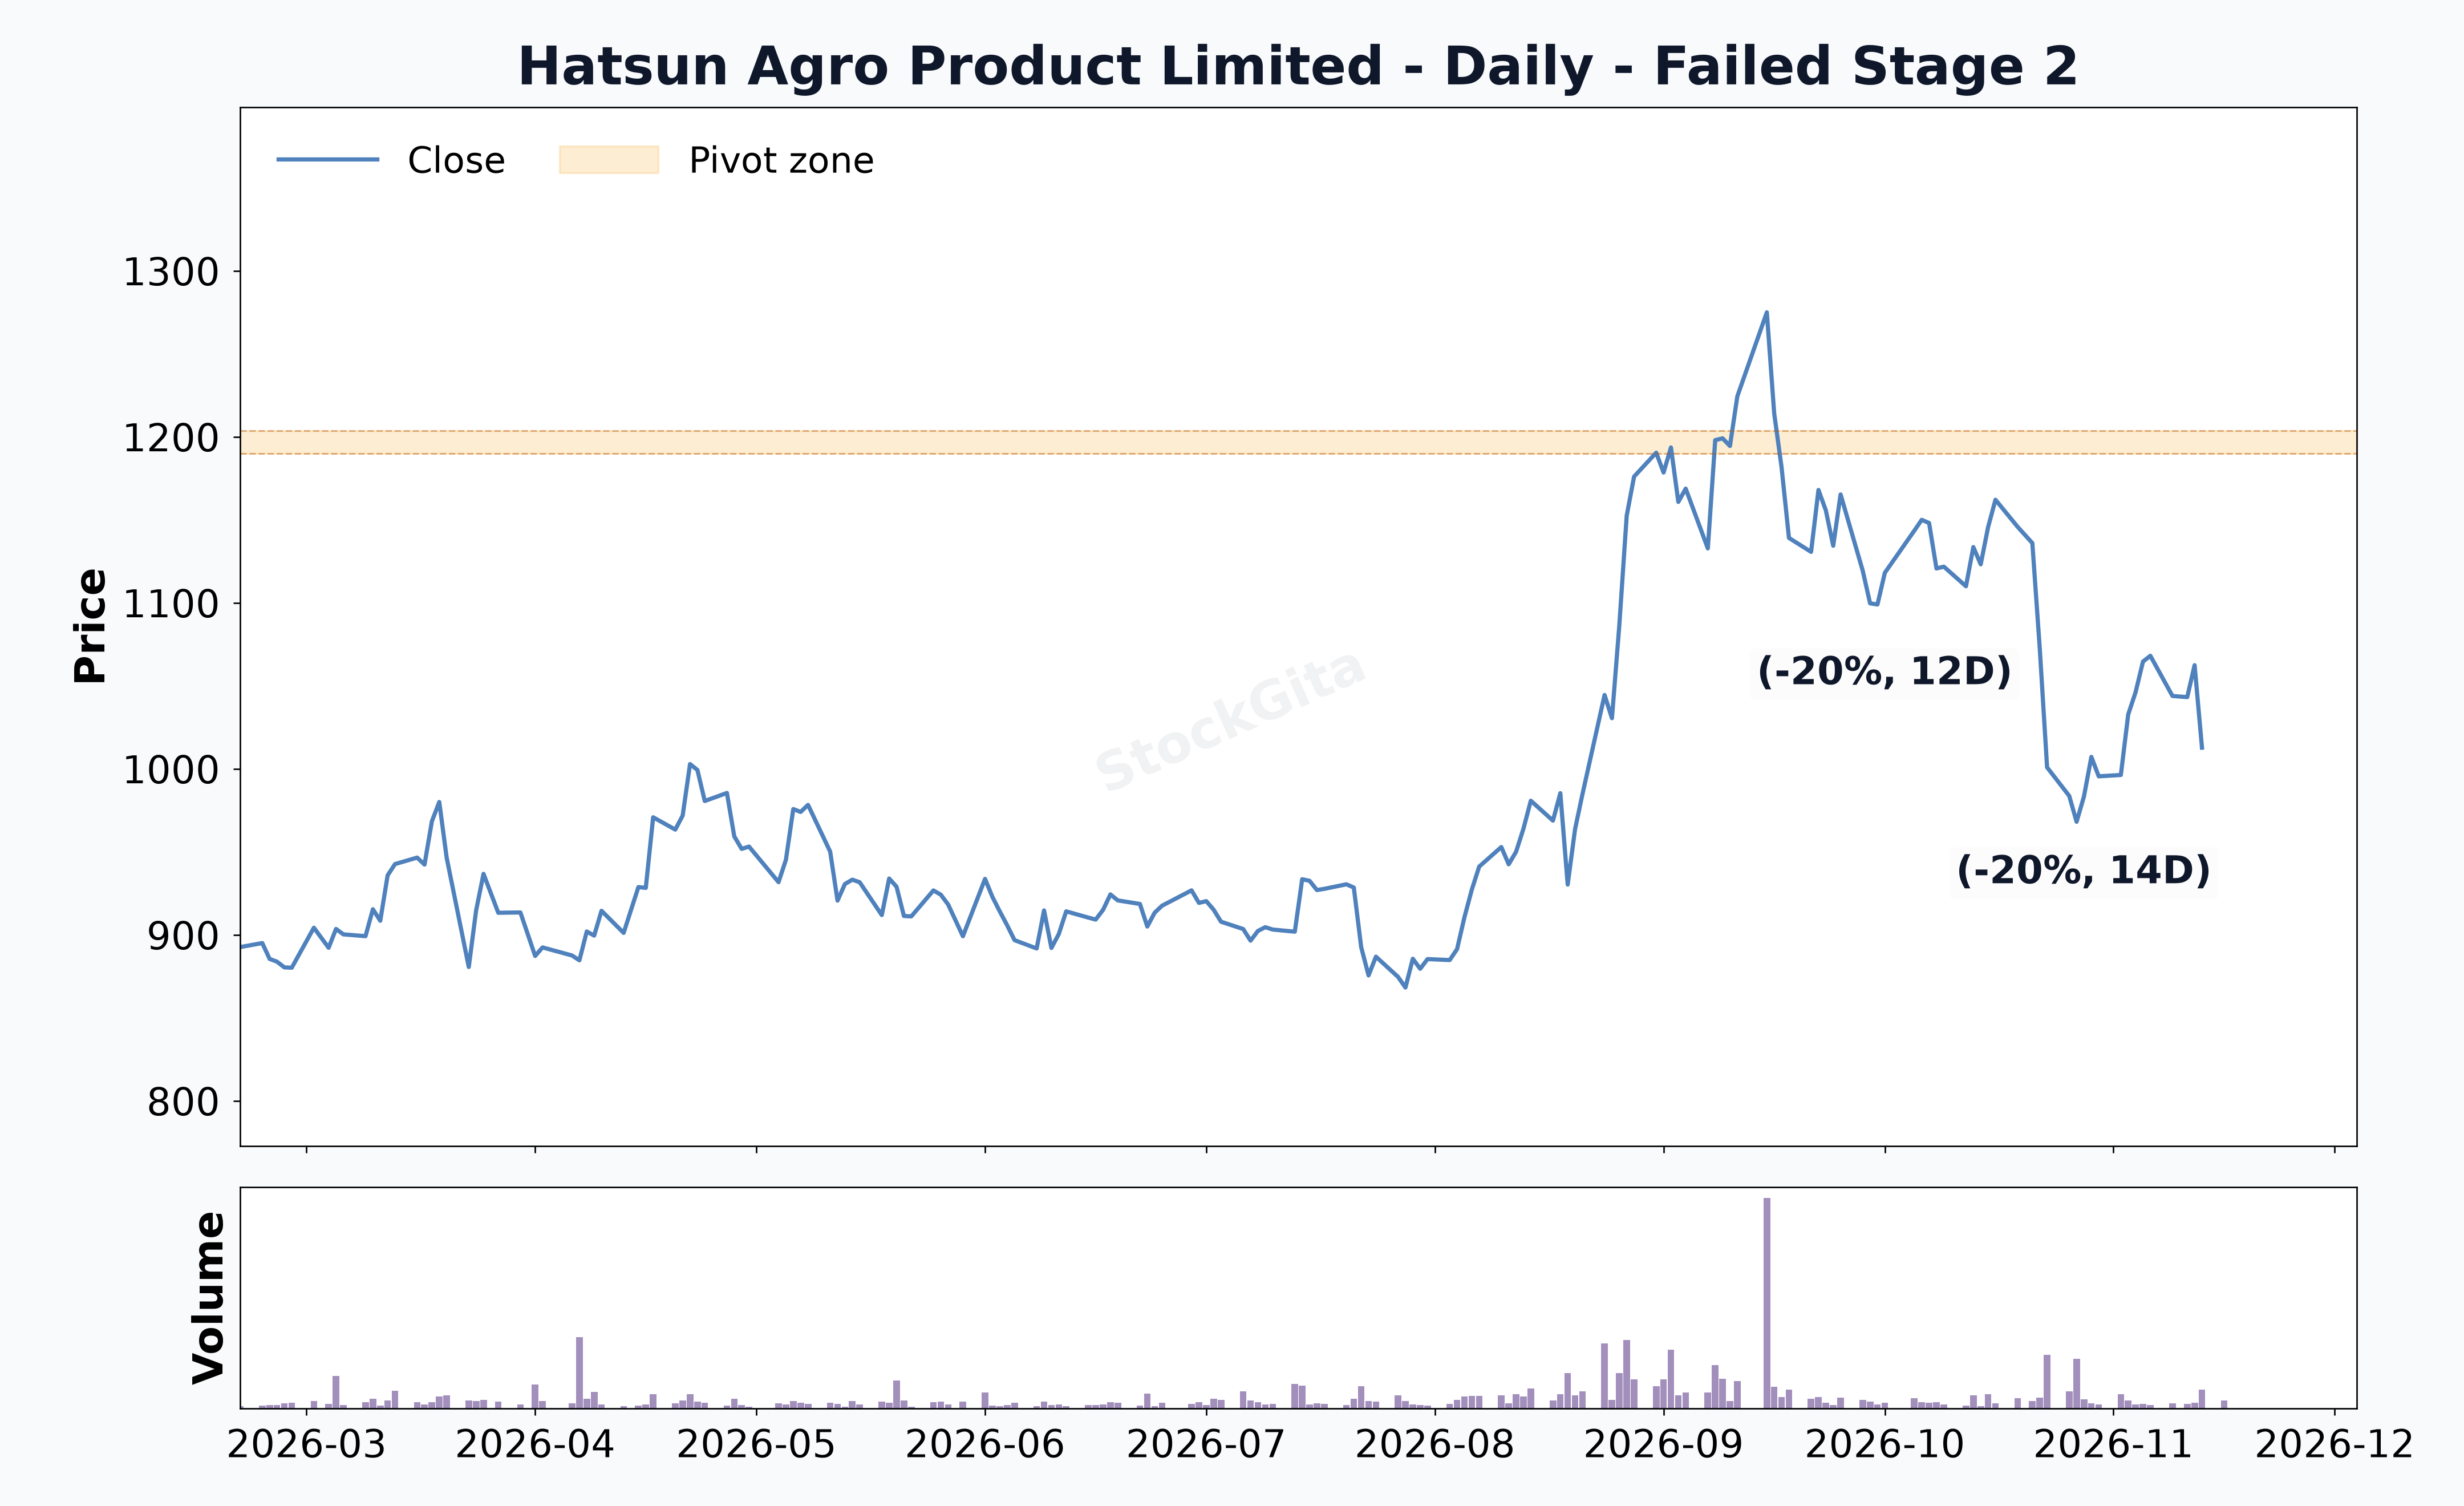 Hatsun Agro Product Limited - Daily - Failed Stage 2
Close
Pivot zone
Price
1300
1200
1100
1000
900
800
(-20%, 12D)
(-20%, 14D)
StockGita
Volume
2026-03
2026-04
2026-05
2026-06
2026-07
2026-08
2026-09
2026-10
2026-11
2026-12